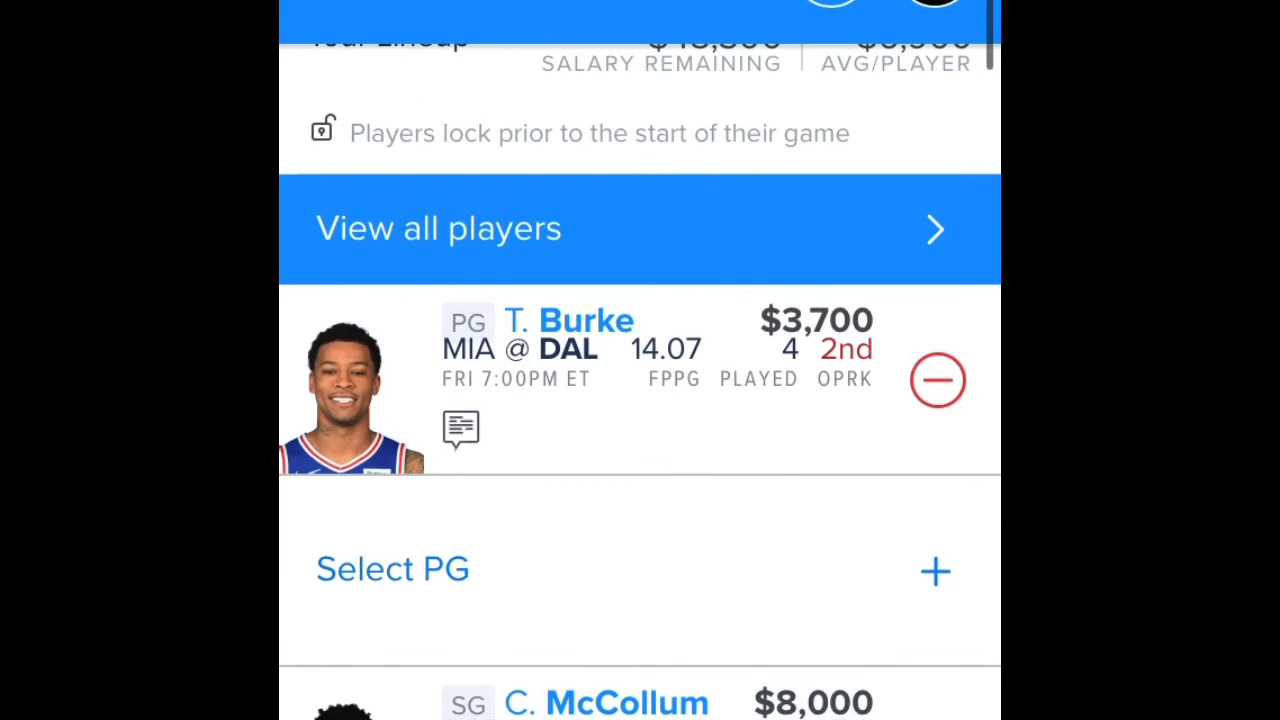 Your Lineup
SALARY REMAINING AVG/PLAYER
Players lock prior to the start of their game
View all players
PG T. Burke $3,700
MIA @ DAL 14.07 4 2nd
FRI 7:00PM ET FPPG PLAYED OPRK
Select PG
SG C. McCollum $8,000